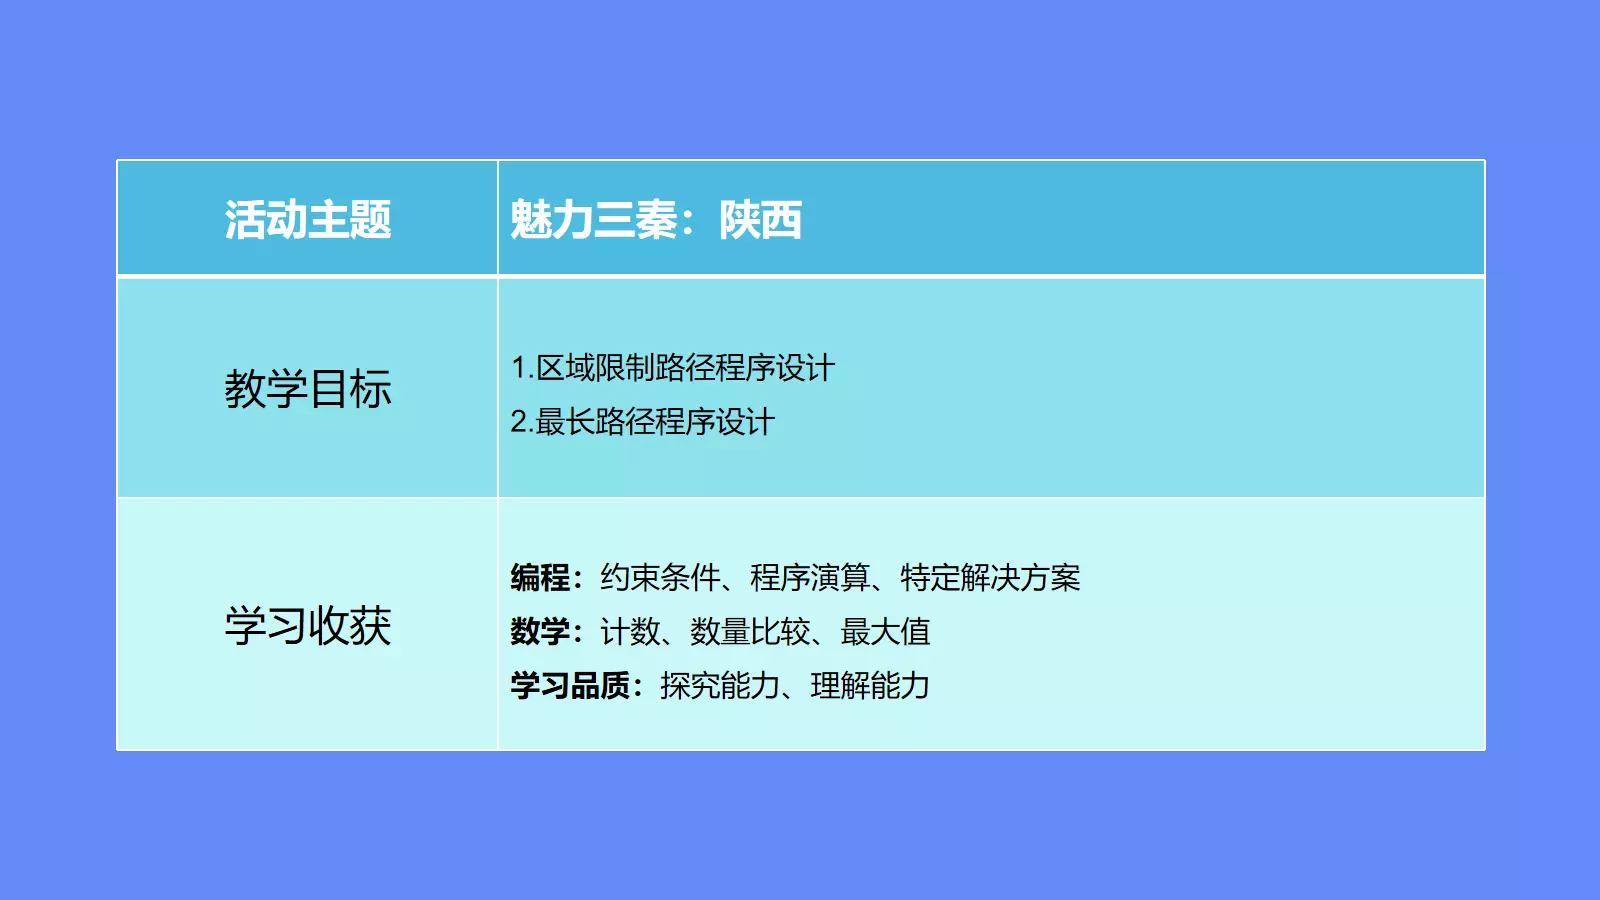 活动主题
魅力三秦：陕西
教学目标
1.区域限制路径程序设计
2.最长路径程序设计
学习收获
编程：约束条件、程序演算、特定解决方案
数学：计数、数量比较、最大值
学习品质：探究能力、理解能力